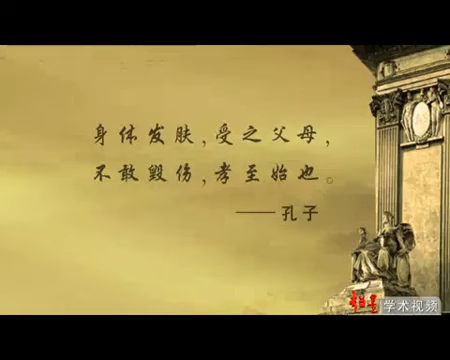 身体发肤,受之父母,
不敢毁伤,孝至始也。
——孔子
学术视频